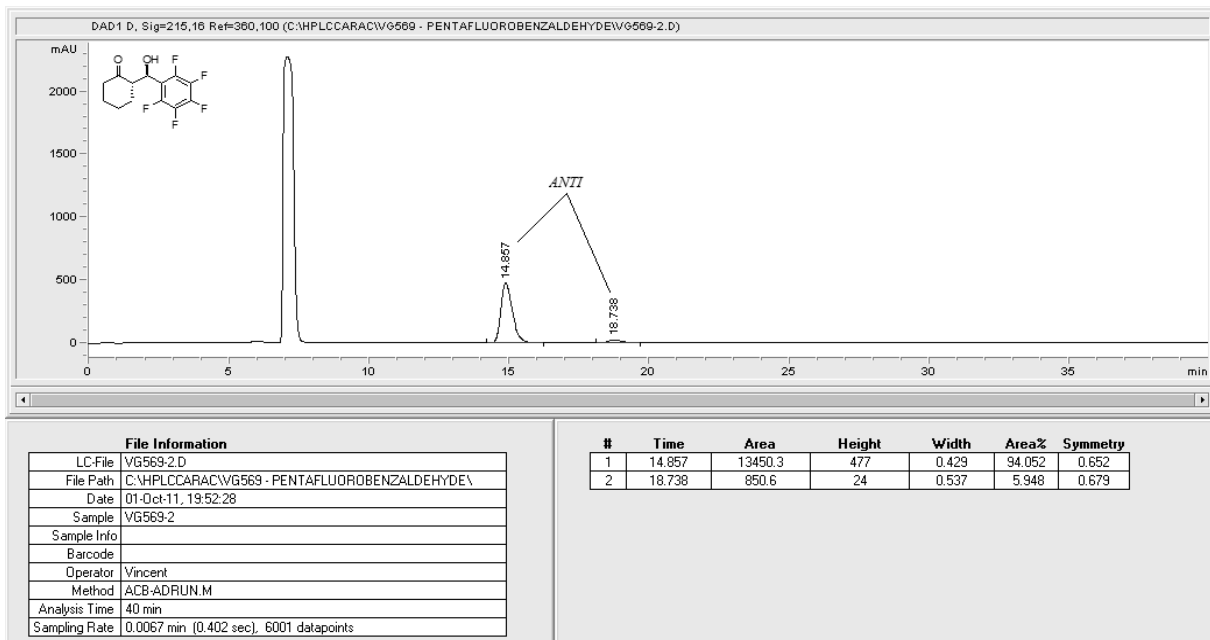 DAD1 D, Sig=215,16 Ref=360,100 (C:\HPLCCARAC\VG569 - PENTAFLUOROBENZALDEHYDE\VG569-2.D)
mAU
O OH F
F
F F
F
2000
1500
1000
500
0
ANTI
14.857
18.738
0 5 10 15 20 25 30 35 min
File Information
LC-File VG569-2.D
File Path C:\HPLCCARAC\VG569 - PENTAFLUOROBENZALDEHYDE\
Date 01-Oct-11, 19:52:28
Sample VG569-2
Sample Info
Barcode
Operator Vincent
Method ACB-ADRUN.M
Analysis Time 40 min
Sampling Rate 0.0067 min (0.402 sec), 6001 datapoints
# Time Area Height Width Area% Symmetry
1 14.857 13450.3 477 0.429 94.052 0.652
2 18.738 850.6 24 0.537 5.948 0.679